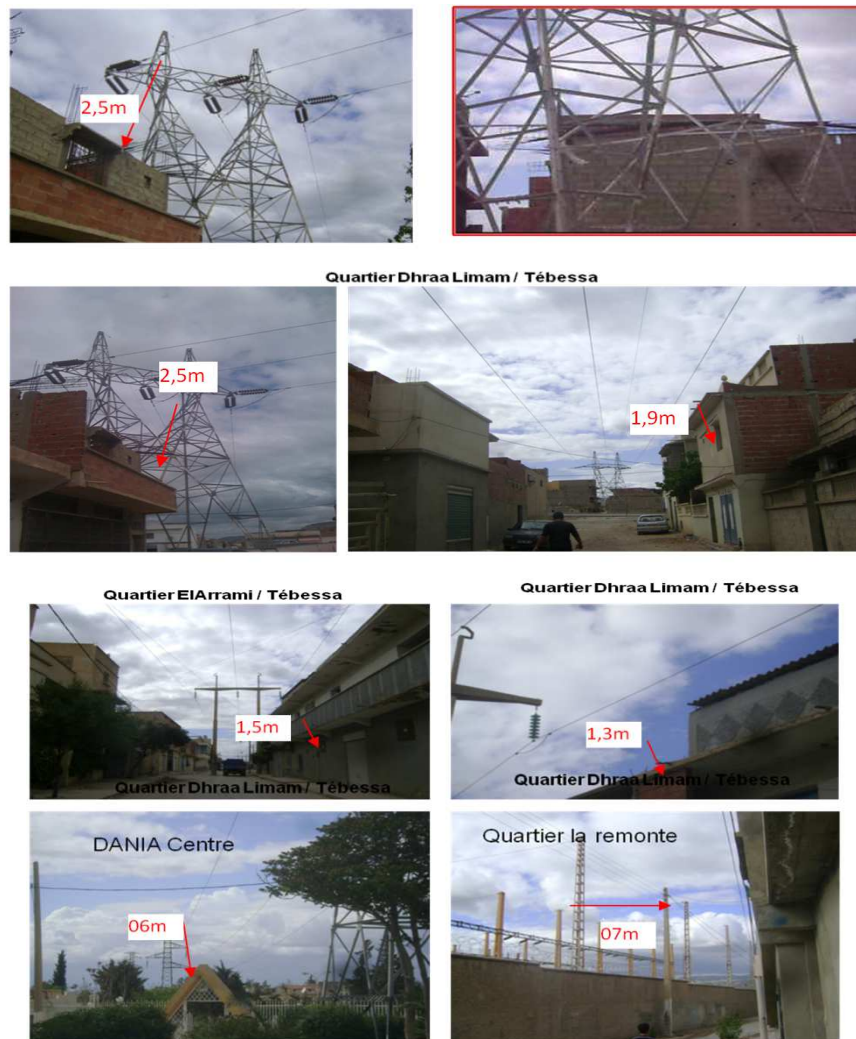 2,5m
Quartier Dhraa Limam / Tébessa
2,5m
1,9m
Quartier ElArrami / Tébessa
Quartier Dhraa Limam / Tébessa
1,5m
Quartier Dhraa Limam / Tébessa
1,3m
Quartier Dhraa Limam / Tébessa
DANIA Centre
06m
Quartier la remonte
07m